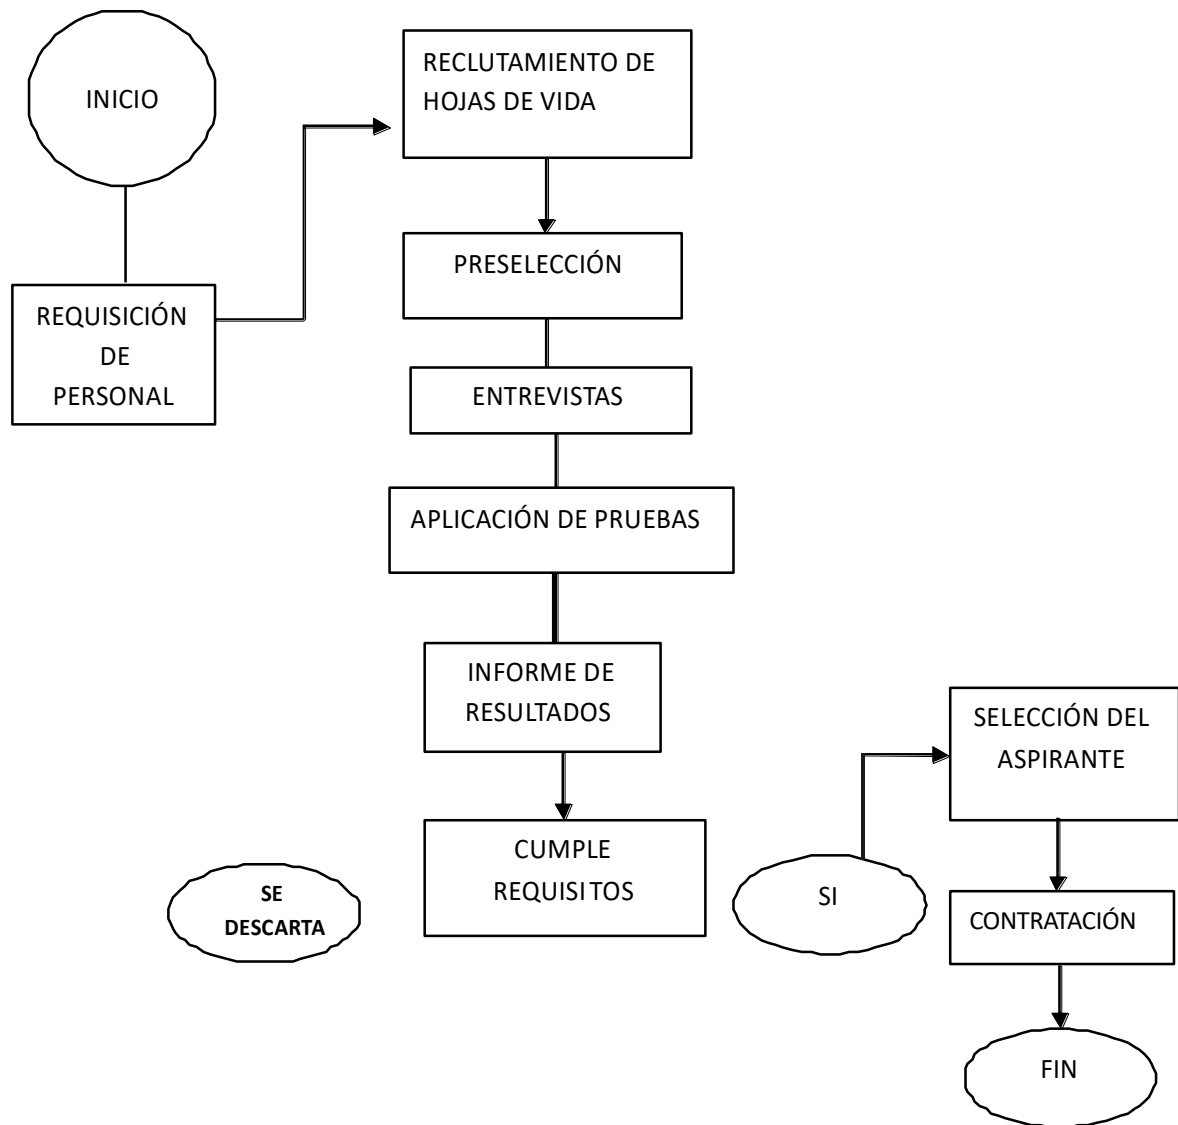 INICIO
REQUISICIÓN
DE
PERSONAL
RECLUTAMIENTO DE
HOJAS DE VIDA
PRESELECCIÓN
ENTREVISTAS
APLICACIÓN DE PRUEBAS
INFORME DE
RESULTADOS
CUMPLE
REQUISITOS
SE
DESCARTA
SI
SELECCIÓN DEL
ASPIRANTE
CONTRATACIÓN
FIN